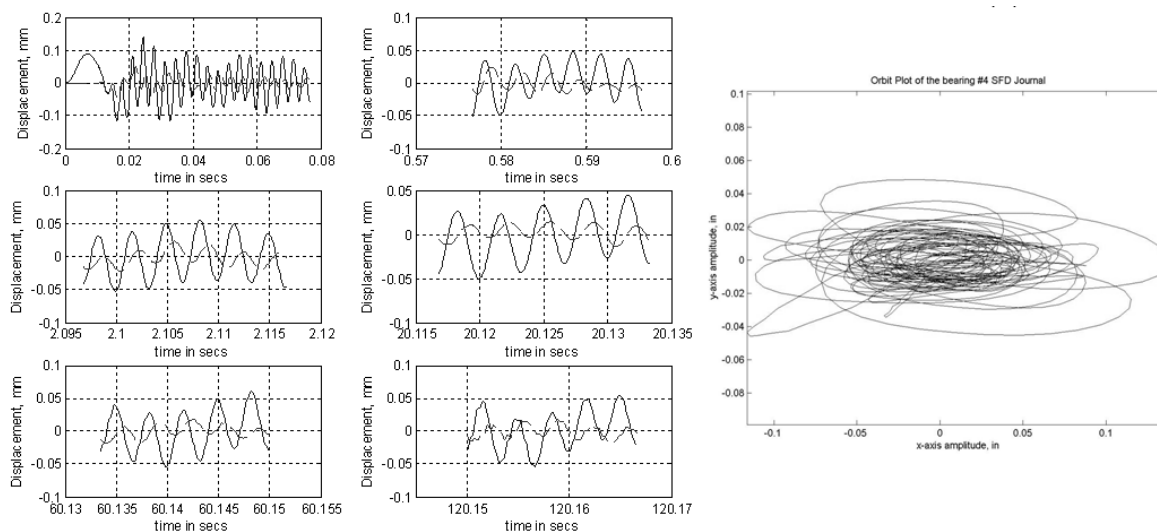 0.2
0.1
0
-0.1
-0.2
Displacement, mm
0 0.02 0.04 0.06 0.08
time in secs
0.1
0.05
0
-0.05
-0.1
Displacement, mm
0.57 0.58 0.59 0.6
time in secs
0.1
0.05
0
-0.05
-0.1
Displacement, mm
2.095 2.1 2.105 2.11 2.115 2.12
time in secs
0.05
0
-0.05
-0.1
Displacement, mm
20.115 20.12 20.125 20.13 20.135
time in secs
0.1
0.05
0
-0.05
-0.1
Displacement, mm
60.13 60.135 60.14 60.145 60.15 60.155
time in secs
0.1
0.05
0
-0.05
-0.1
Displacement, mm
120.15 120.16 120.17
time in secs
Orbit Plot of the bearing #4 SFD Journal
0.1
0.08
0.06
0.04
0.02
0
-0.02
-0.04
-0.06
-0.08
y-axis amplitude, in
-0.1 -0.05 0 0.05 0.1
x-axis amplitude, in